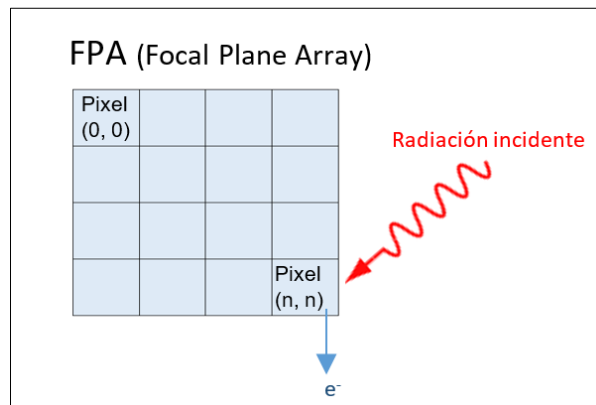 FPA (Focal Plane Array)
Pixel
(0, 0)
Radiación incidente
Pixel
(n, n)
e⁻